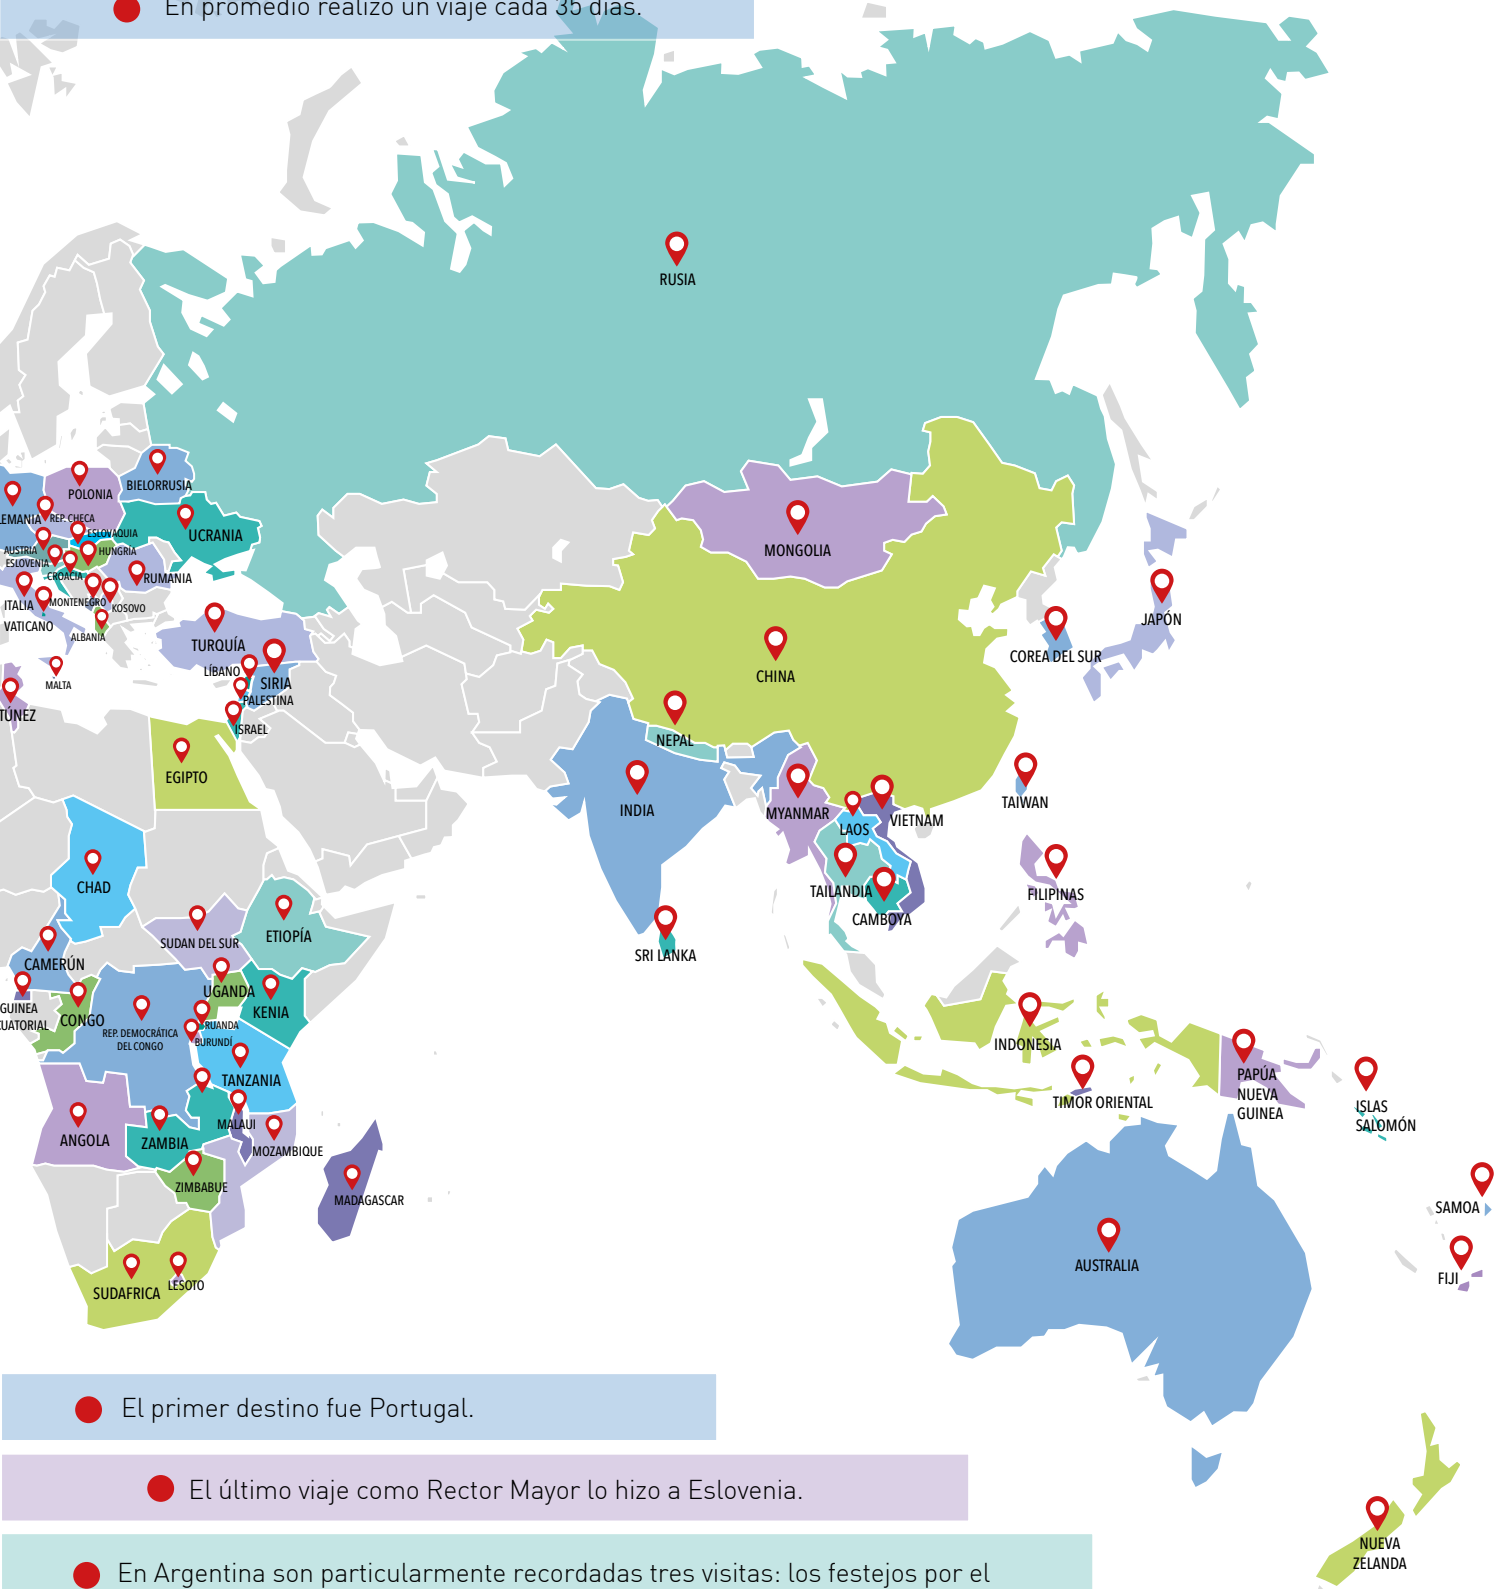 En promedio realizó un viaje cada 35 días.
RUSIA
POLONIA
BIELORRUSIA
LEMANIA
REP. CHECA
ESLOVAQUIA
UCRANIA
AUSTRIA
HUNGRIA
ESLOVENIA
CROACIA
RUMANIA
ITALIA
MONTENEGRO
KOSOVO
VATICANO
ALBANIA
MALTA
TÚNEZ
TURQUÍA
LÍBANO
SIRIA
PALESTINA
ISRAEL
EGIPTO
MONGOLIA
CHINA
COREA DEL SUR
JAPÓN
NEPAL
INDIA
MYANMAR
LAOS
VIETNAM
TAIWAN
TAILANDIA
CAMBOYA
FILIPINAS
SRI LANKA
CHAD
SUDAN DEL SUR
ETIOPÍA
CAMERÚN
GUINEA
CUATORIAL
CONGO
UGANDA
KENIA
REP. DEMOCRÁTICA
DEL CONGO
RUANDA
BURUNDÍ
TANZANIA
ANGOLA
ZAMBIA
MALAUI
MOZAMBIQUE
ZIMBABUE
MADAGASCAR
SUDAFRICA
LESOTO
INDONESIA
TIMOR ORIENTAL
PAPÚA
NUEVA
GUINEA
ISLAS
SALOMÓN
SAMOA
FIJI
AUSTRALIA
NUEVA
ZELANDA
El primer destino fue Portugal.
El último viaje como Rector Mayor lo hizo a Eslovenia.
En Argentina son particularmente recordadas tres visitas: los festejos por el